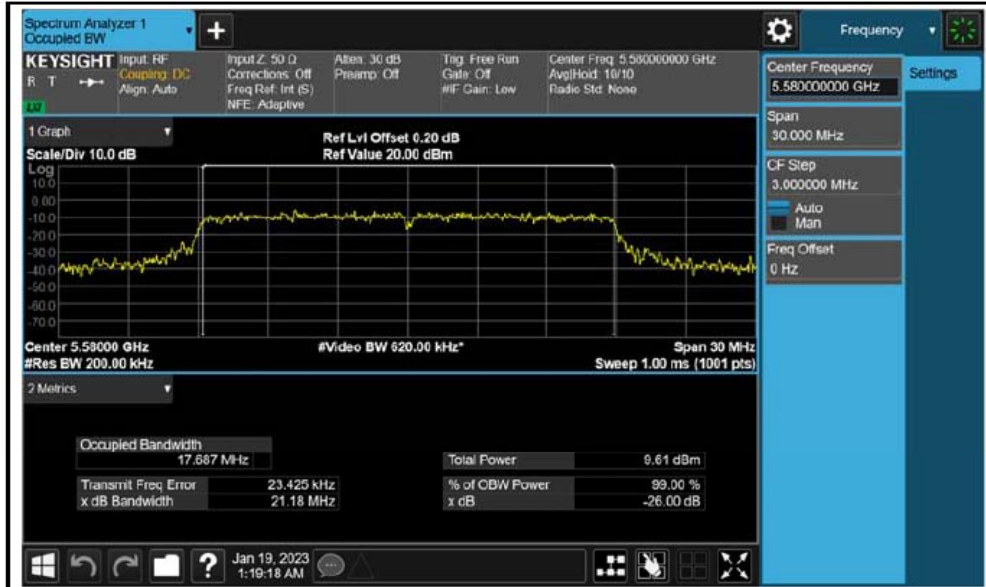 Spectrum Analyzer 1
Occupied BW
Frequency
KEYSIGHT
R T
LXI
Input: RF
Coupling: DC
Align: Auto
Input Z: 50 Ω
Corrections: Off
Freq Ref: Int (S)
NFE: Adaptive
Atten: 30 dB
Preamp: Off
Trig: Free Run
Gate: Off
#IF Gain: Low
Center Freq: 5.580000000 GHz
Avg|Hold: 10/10
Radio Std: None
Center Frequency
5.580000000 GHz
Settings
Span
30.000 MHz
CF Step
3.000000 MHz
Auto
Man
Freq Offset
0 Hz
1 Graph
Scale/Div 10.0 dB
Ref Lvl Offset 0.20 dB
Ref Value 20.00 dBm
Log
10.0
0.00
-10.0
-20.0
-30.0
-40.0
-50.0
-60.0
-70.0
Center 5.58000 GHz
#Res BW 200.00 kHz
#Video BW 620.00 kHz*
Span 30 MHz
Sweep 1.00 ms (1001 pts)
2 Metrics
Occupied Bandwidth
17.687 MHz
Total Power 9.61 dBm
Transmit Freq Error 23.425 kHz
% of OBW Power 99.00 %
x dB Bandwidth 21.18 MHz
x dB -26.00 dB
?
Jan 19, 2023
1:19:18 AM